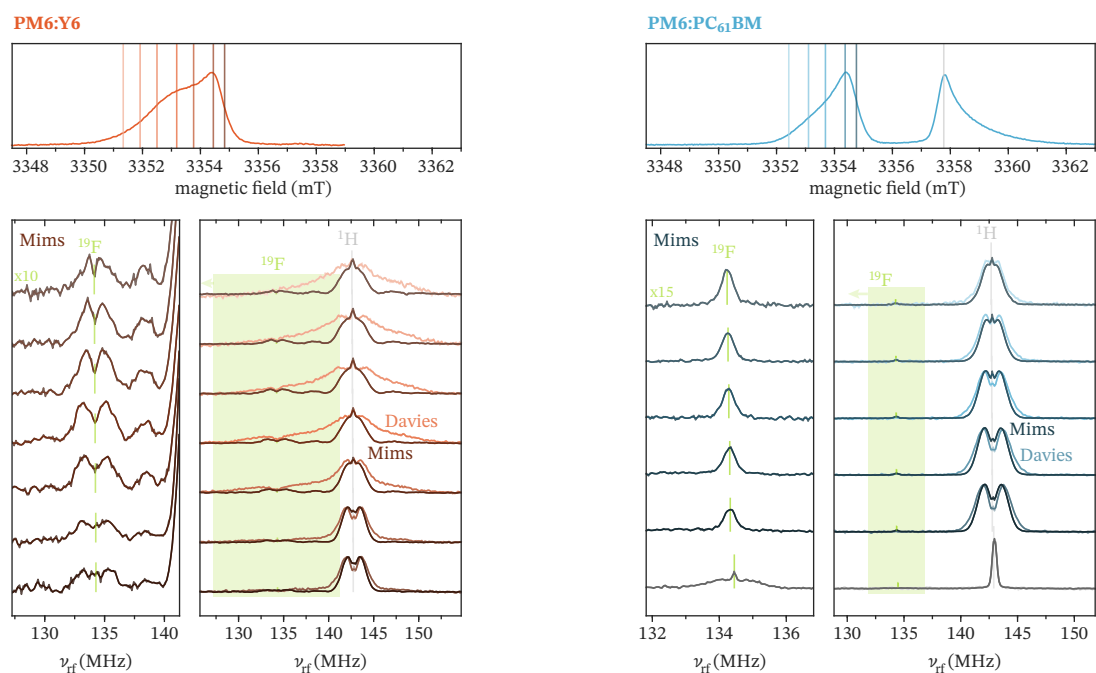 PM6:Y6
3348 3350 3352 3354 3356 3358 3360 3362
magnetic field (mT)
Mims
19F
x10
130 135 140
νrf (MHz)
1H
19F
Davies
Mims
130 135 140 145 150
νrf (MHz)
PM6:PC61BM
3348 3350 3352 3354 3356 3358 3360 3362
magnetic field (mT)
Mims
19F
x15
132 134 136
νrf (MHz)
1H
19F
Mims
Davies
130 135 140 145 150
νrf (MHz)